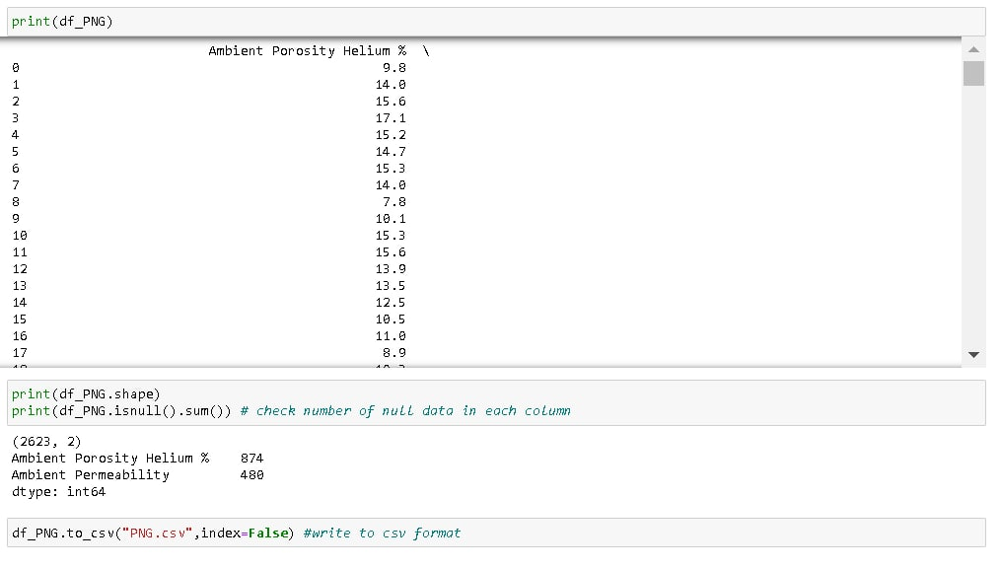 print(df_PNG)
Ambient Porosity Helium % \
0 9.8
1 14.0
2 15.6
3 17.1
4 15.2
5 14.7
6 15.3
7 14.0
8 7.8
9 10.1
10 15.3
11 15.6
12 13.9
13 13.5
14 12.5
15 10.5
16 11.0
17 8.9
print(df_PNG.shape)
print(df_PNG.isnull().sum()) # check number of null data in each column
(2623, 2)
Ambient Porosity Helium % 874
Ambient Permeability 480
dtype: int64
df_PNG.to_csv("PNG.csv",index=False) #write to csv format